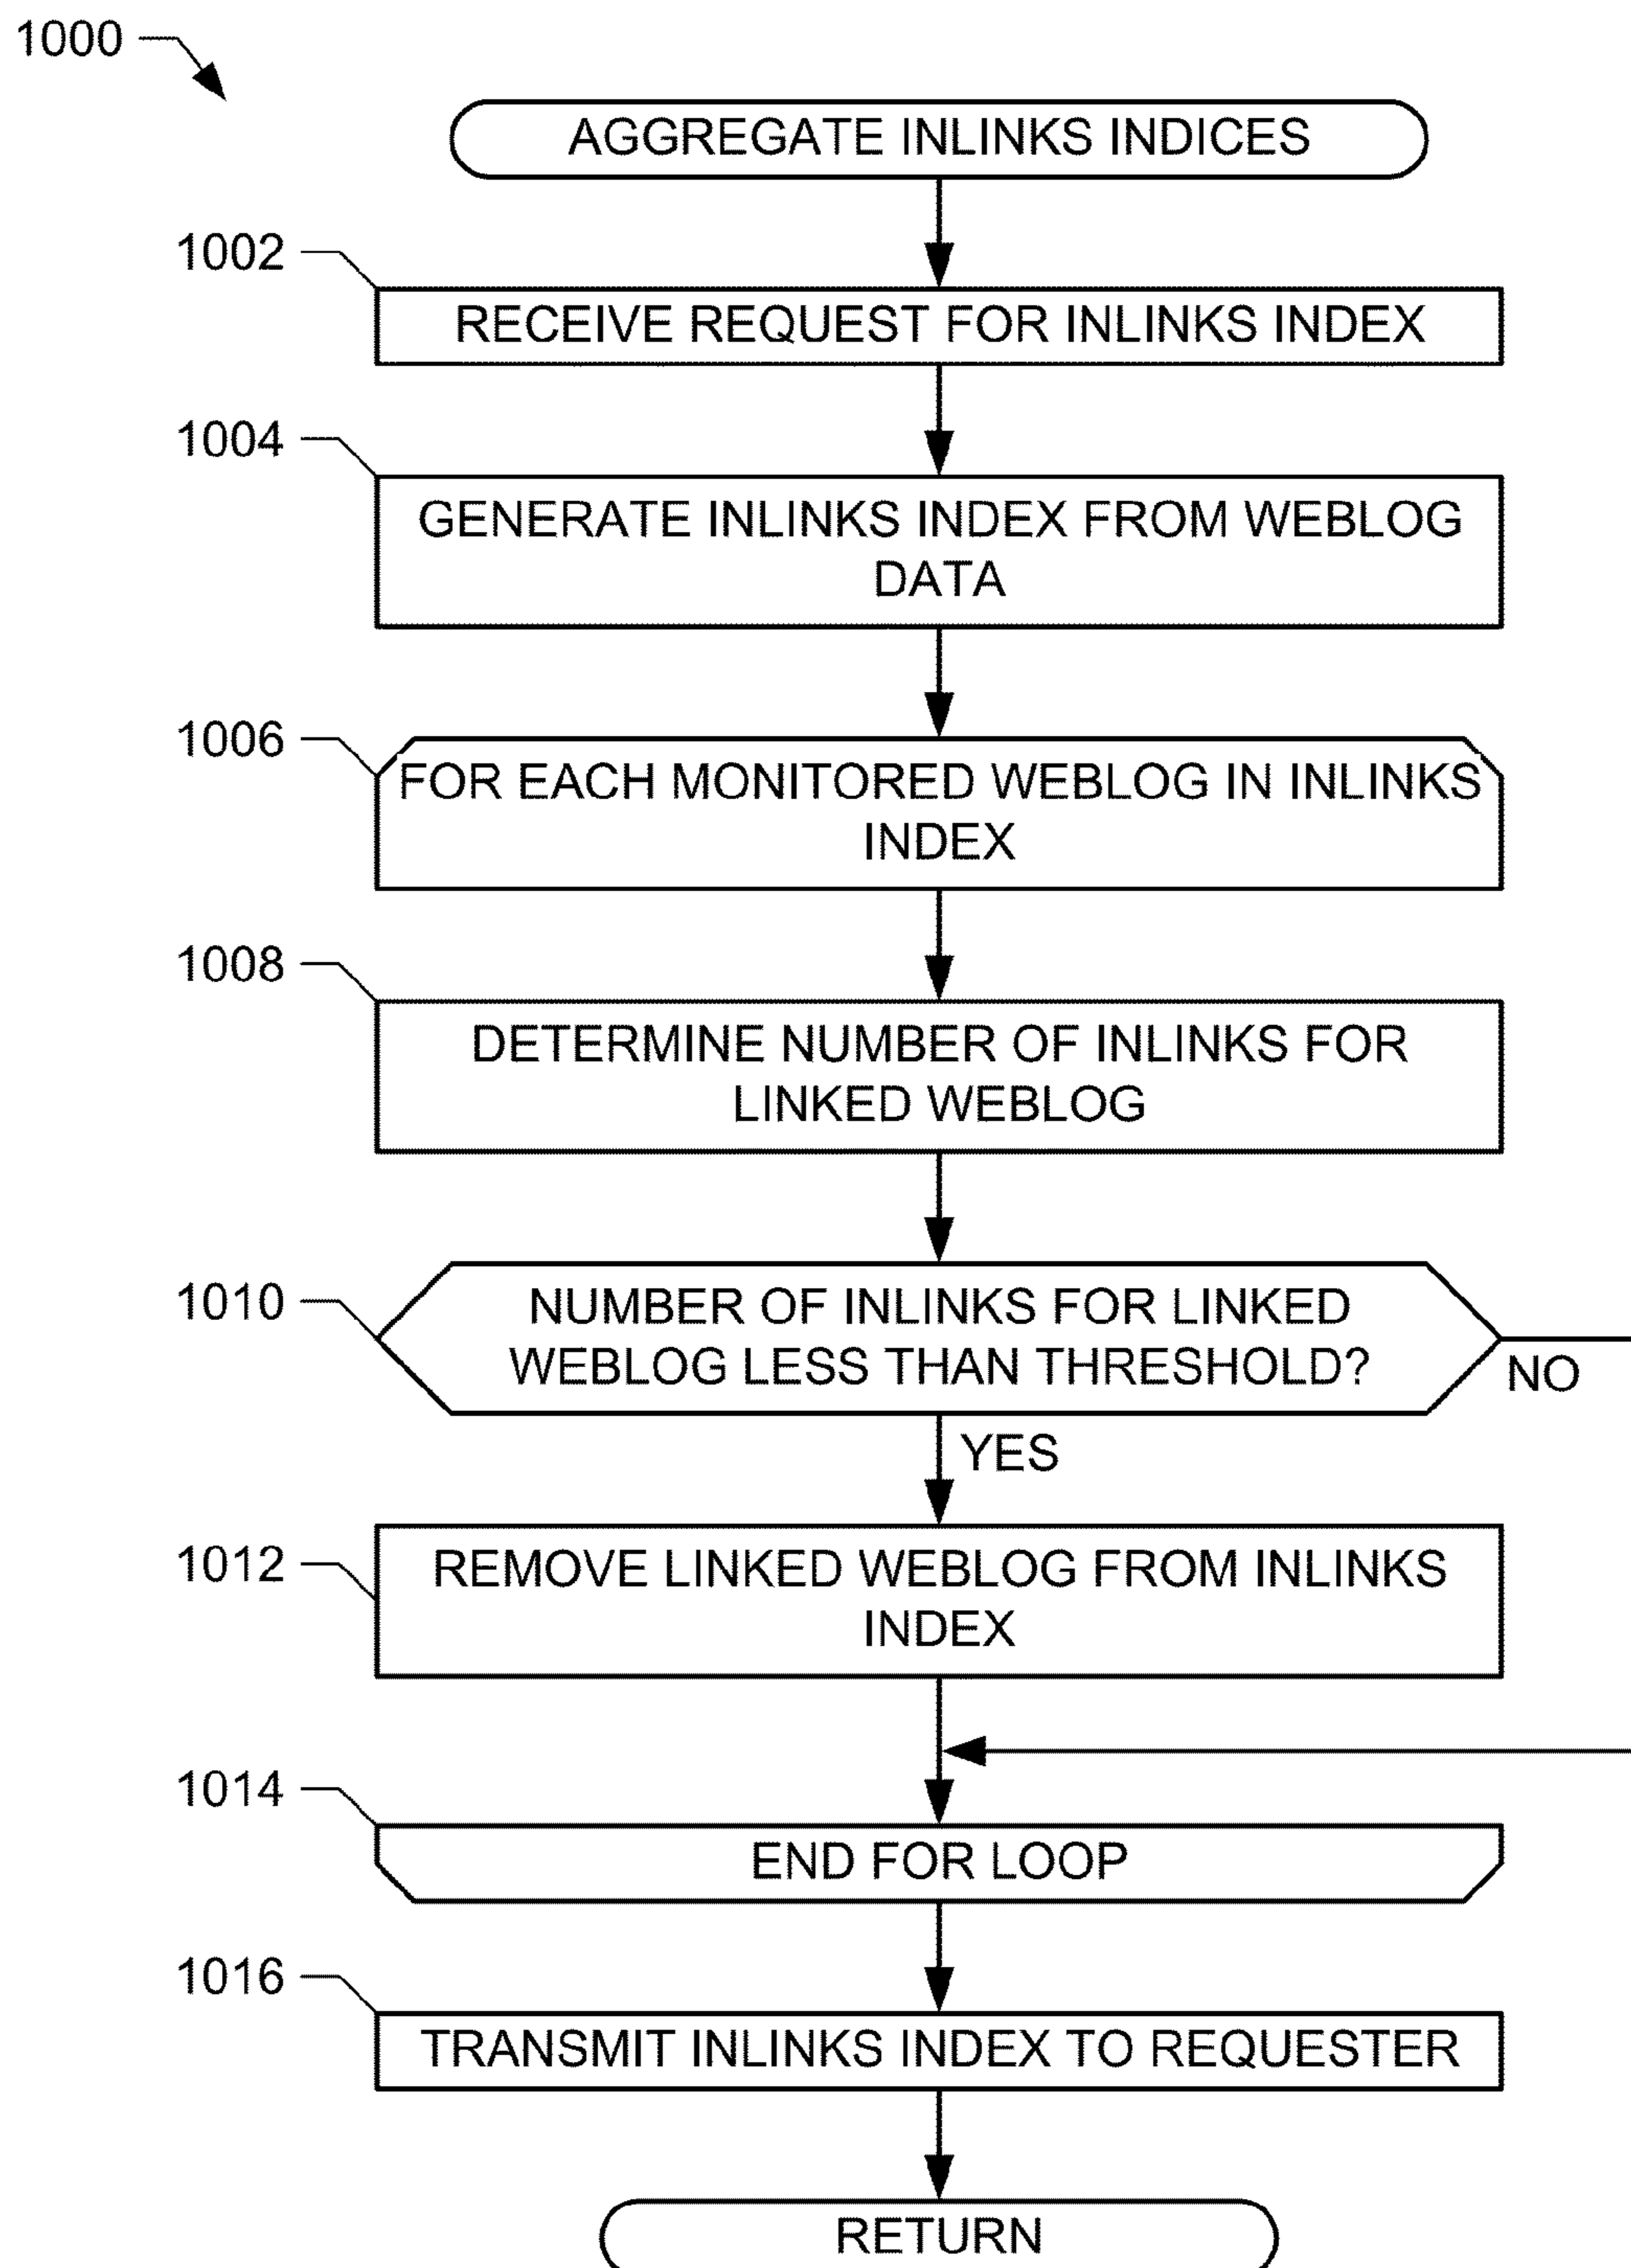 1000
AGGREGATE INLINKS INDICES
1002
RECEIVE REQUEST FOR INLINKS INDEX
1004
GENERATE INLINKS INDEX FROM WEBLOG
DATA
1006
FOR EACH MONITORED WEBLOG IN INLINKS
INDEX
1008
DETERMINE NUMBER OF INLINKS FOR
LINKED WEBLOG
1010
NUMBER OF INLINKS FOR LINKED
WEBLOG LESS THAN THRESHOLD?
NO
YES
1012
REMOVE LINKED WEBLOG FROM INLINKS
INDEX
1014
END FOR LOOP
1016
TRANSMIT INLINKS INDEX TO REQUESTER
RETURN